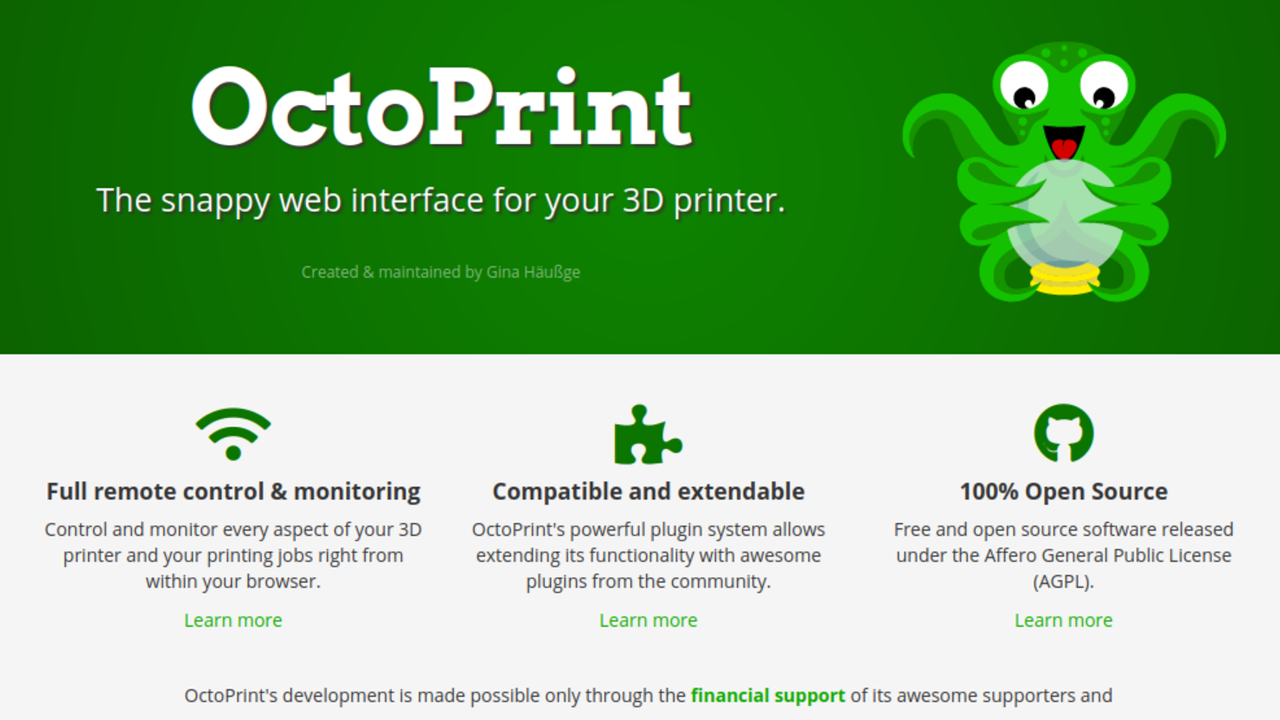 OctoPrint
The snappy web interface for your 3D printer.
Created & maintained by Gina Häußge
Full remote control & monitoring
Control and monitor every aspect of your 3D
printer and your printing jobs right from
within your browser.
Learn more
Compatible and extendable
OctoPrint's powerful plugin system allows
extending its functionality with awesome
plugins from the community.
Learn more
100% Open Source
Free and open source software released
under the Affero General Public License
(AGPL).
Learn more
OctoPrint's development is made possible only through the financial support of its awesome supporters and